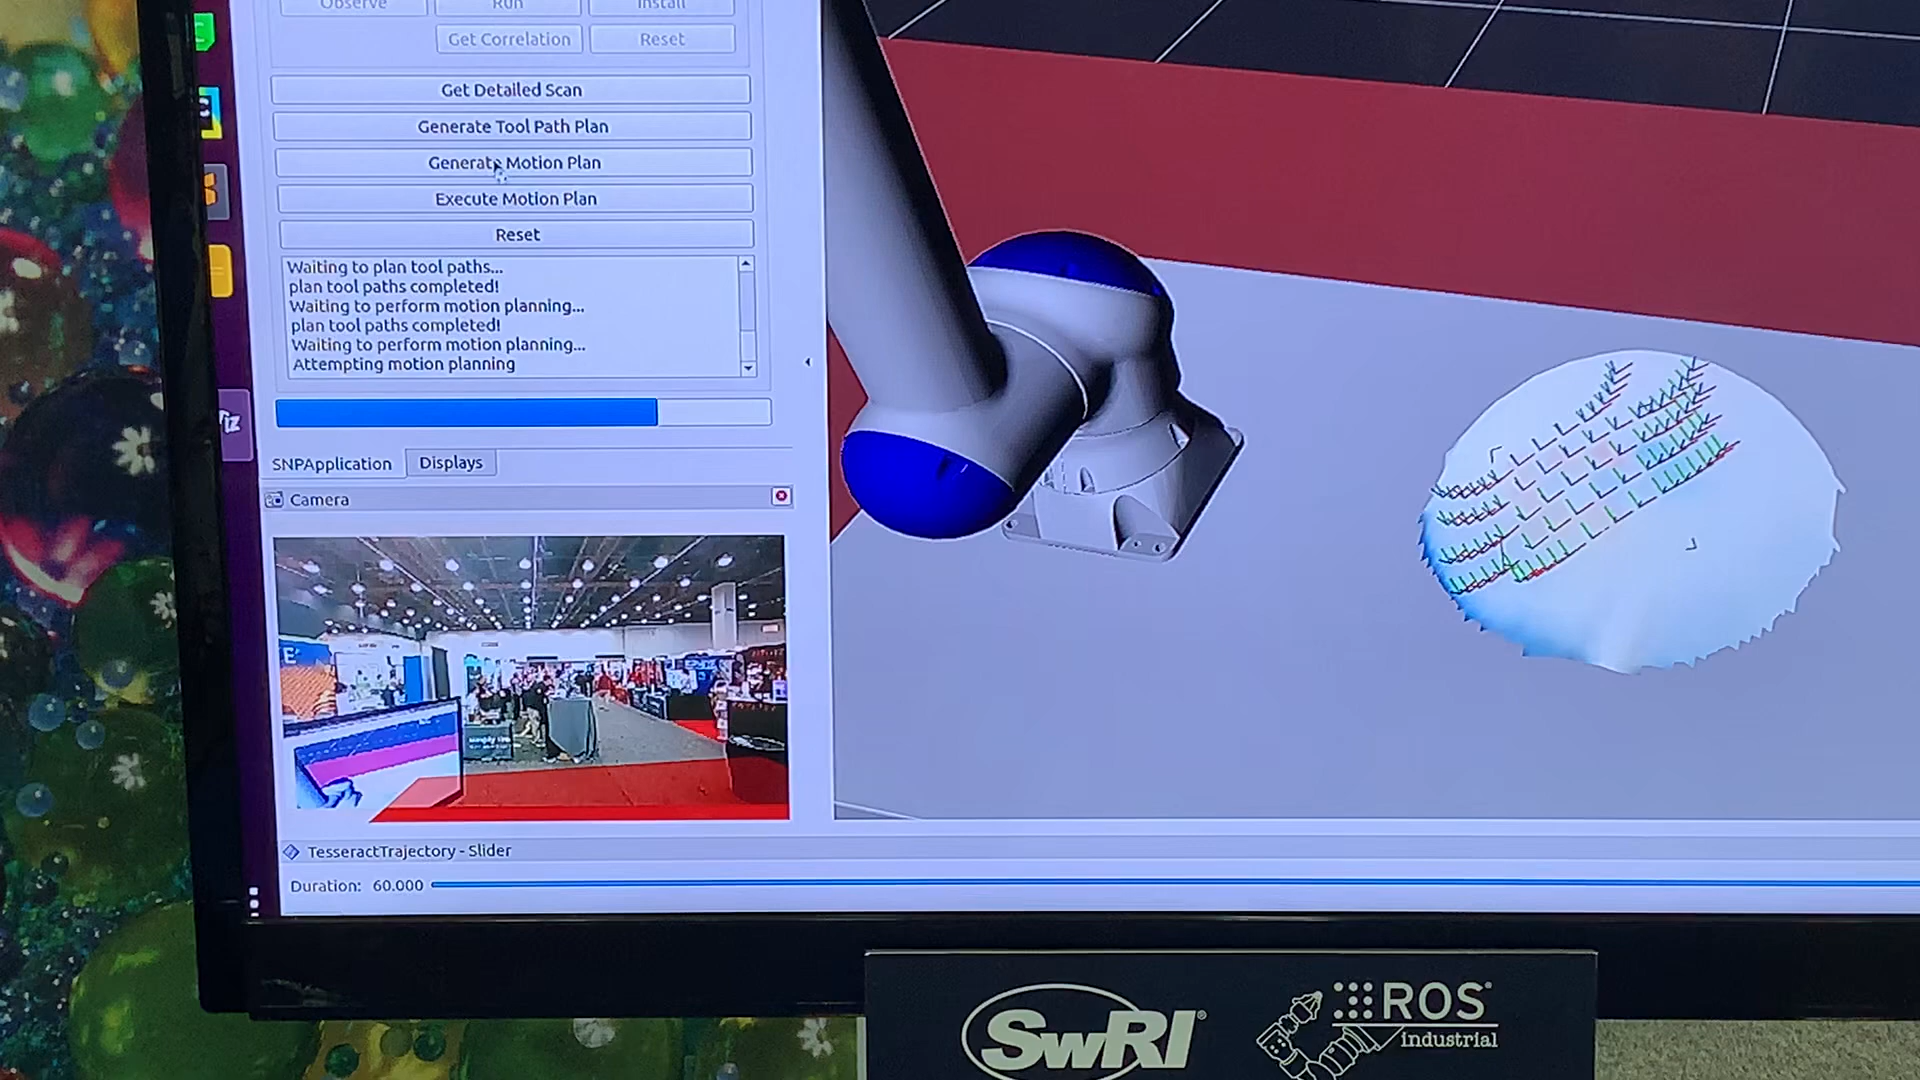 Observe Run Install
Get Correlation Reset
Get Detailed Scan
Generate Tool Path Plan
Generate Motion Plan
Execute Motion Plan
Reset
Waiting to plan tool paths...
plan tool paths completed!
Waiting to perform motion planning...
plan tool paths completed!
Waiting to perform motion planning...
Attempting motion planning
SNPApplication Displays
Camera
TesseractTrajectory - Slider
Duration: 60.000
SwRI®
ROS
industrial